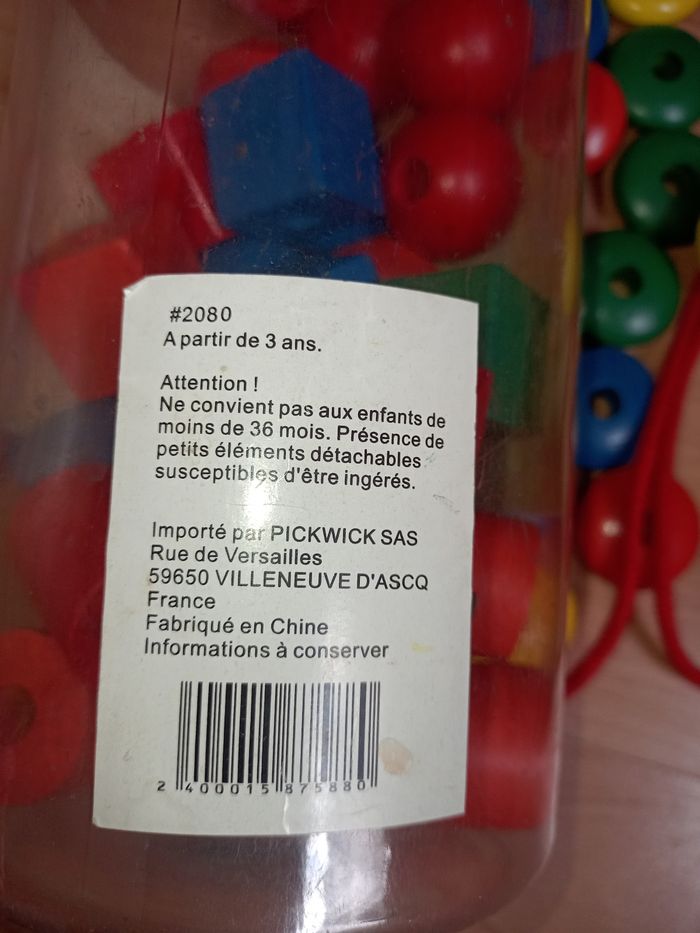 #2080
A partir de 3 ans.
Attention !
Ne convient pas aux enfants de
moins de 36 mois. Présence de
petits éléments détachables
susceptibles d'être ingérés.
Importé par PICKWICK SAS
Rue de Versailles
59650 VILLENEUVE D'ASCQ
France
Fabriqué en Chine
Informations à conserver
2 400015 875880